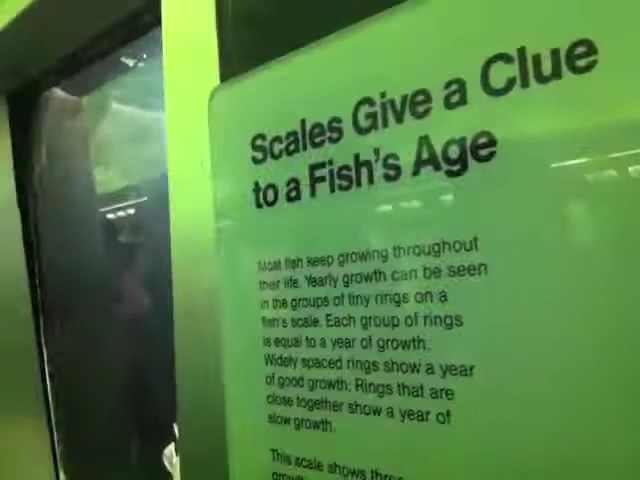 Scales Give a Clue
to a Fish's Age
Most fish keep growing throughout
their life. Yearly growth can be seen
in the groups of tiny rings on a
fish's scale. Each group of rings
is equal to a year of growth.
Widely spaced rings show a year
of good growth. Rings that are
close together show a year of
slow growth.
This scale shows three